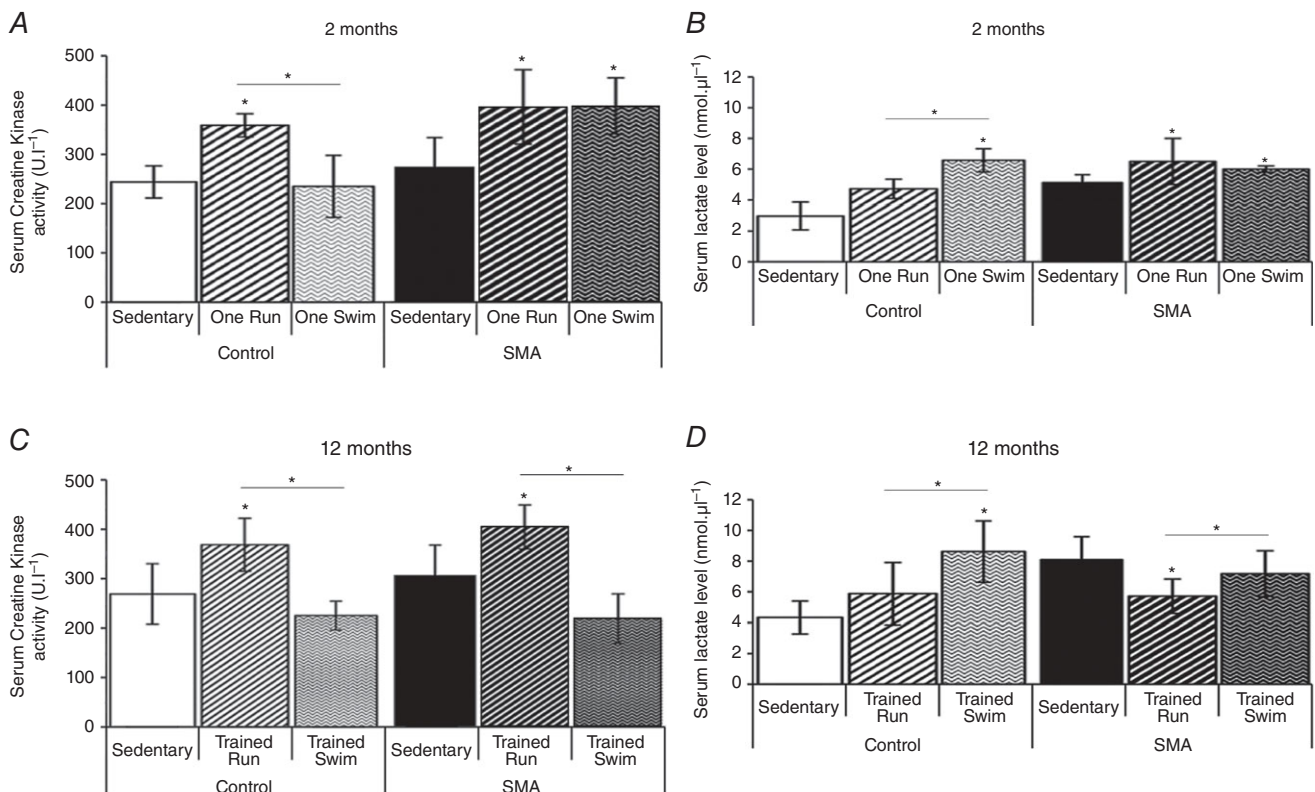 A
2 months
Serum Creatine Kinase
activity (U.l⁻¹)
500
400
300
200
100
0
*
*
*
*
Sedentary One Run One Swim Sedentary One Run One Swim
Control SMA
B
2 months
Serum lactate level (nmol.µl⁻¹)
12
10
8
6
4
2
0
*
*
*
*
Sedentary One Run One Swim Sedentary One Run One Swim
Control SMA
C
12 months
Serum Creatine Kinase
activity (U.l⁻¹)
500
400
300
200
100
0
*
*
*
*
Sedentary Trained Run Trained Swim Sedentary Trained Run Trained Swim
Control SMA
D
12 months
Serum lactate level (nmol.µl⁻¹)
12
10
8
6
4
2
0
*
*
*
*
Sedentary Trained Run Trained Swim Sedentary Trained Run Trained Swim
Control SMA